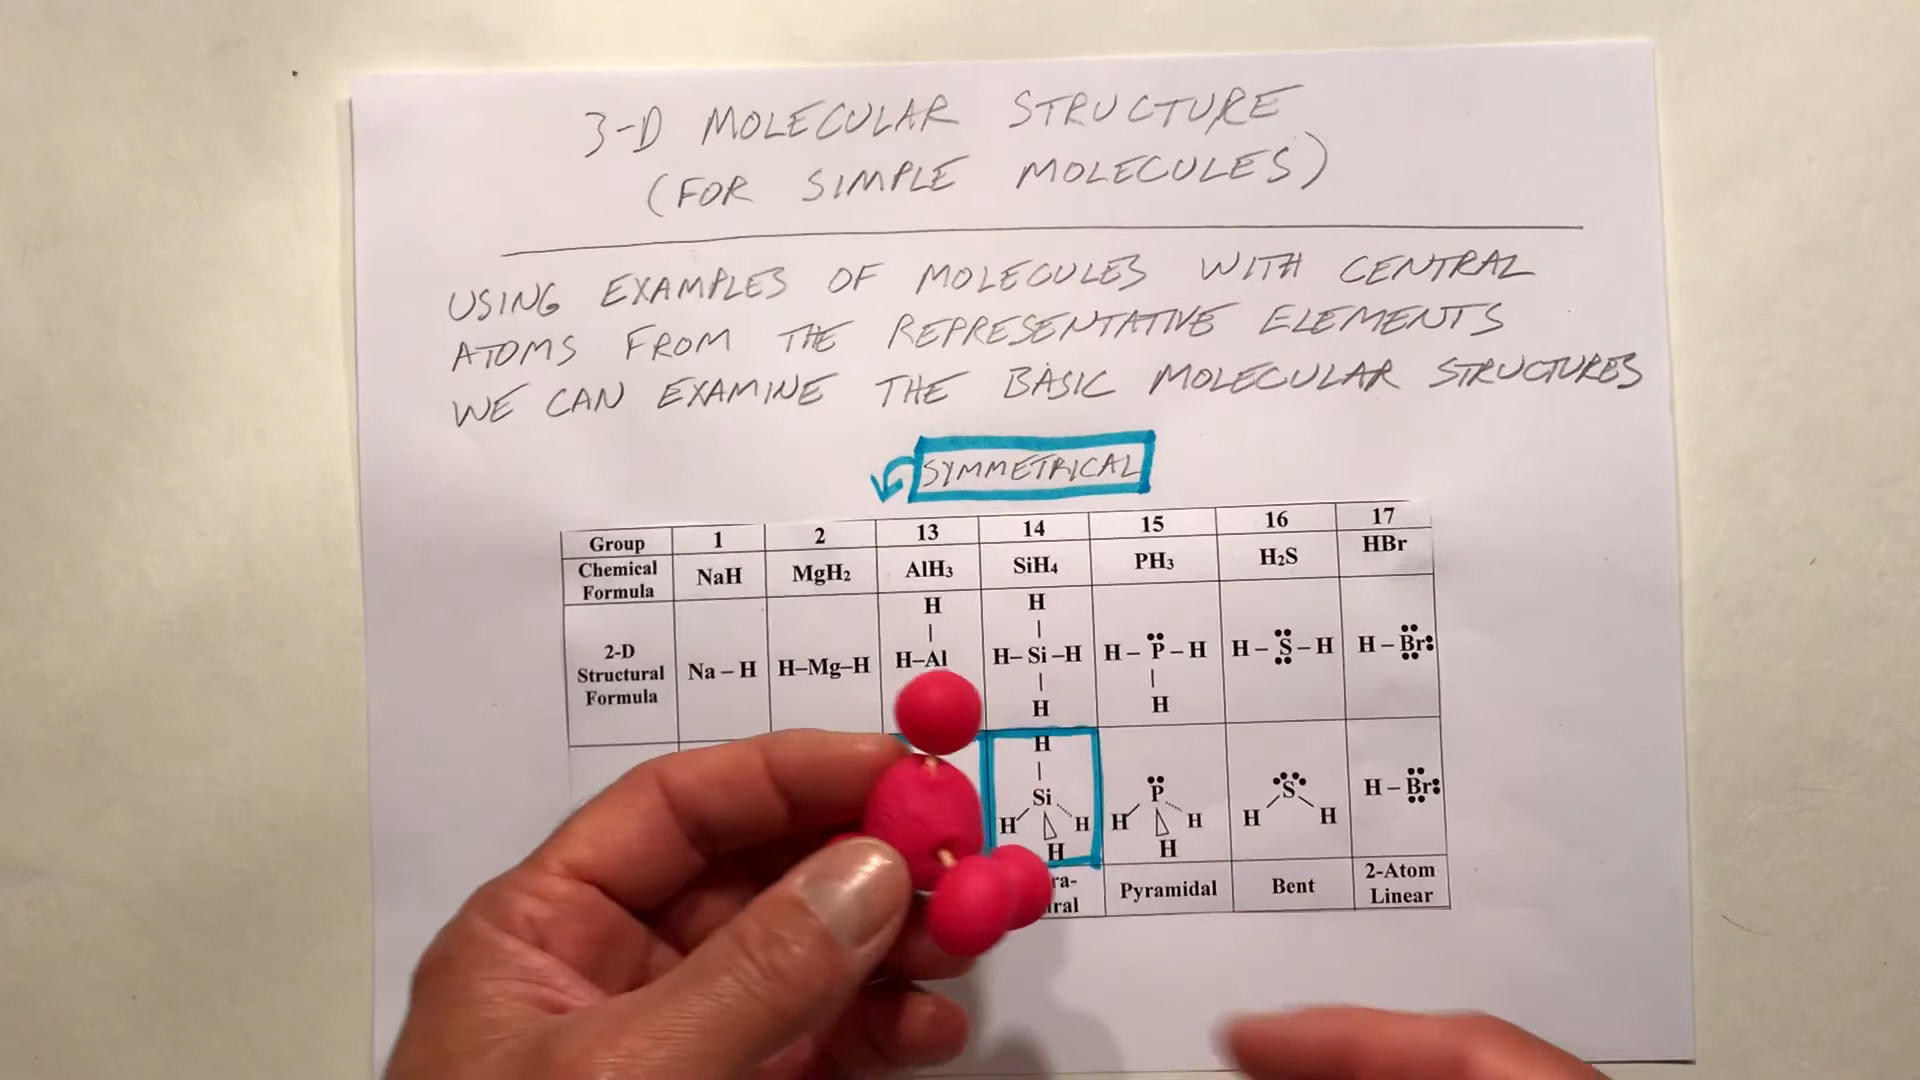 3-D MOLECULAR STRUCTURE
(FOR SIMPLE MOLECULES)
USING EXAMPLES OF MOLECULES WITH CENTRAL
ATOMS FROM THE REPRESENTATIVE ELEMENTS
WE CAN EXAMINE THE BASIC MOLECULAR STRUCTURES
SYMMETRICAL
Group 1 2 13 14 15 16 17
Chemical Formula NaH MgH₂ AlH₃ SiH₄ PH₃ H₂S HBr
H H
2-D Structural Formula Na – H H–Mg–H H–Al H–Si–H H–P–H H–S–H H–Br
H H
H
Si P S H–Br
H H H H H H
H H
Pyramidal Bent 2-Atom Linear